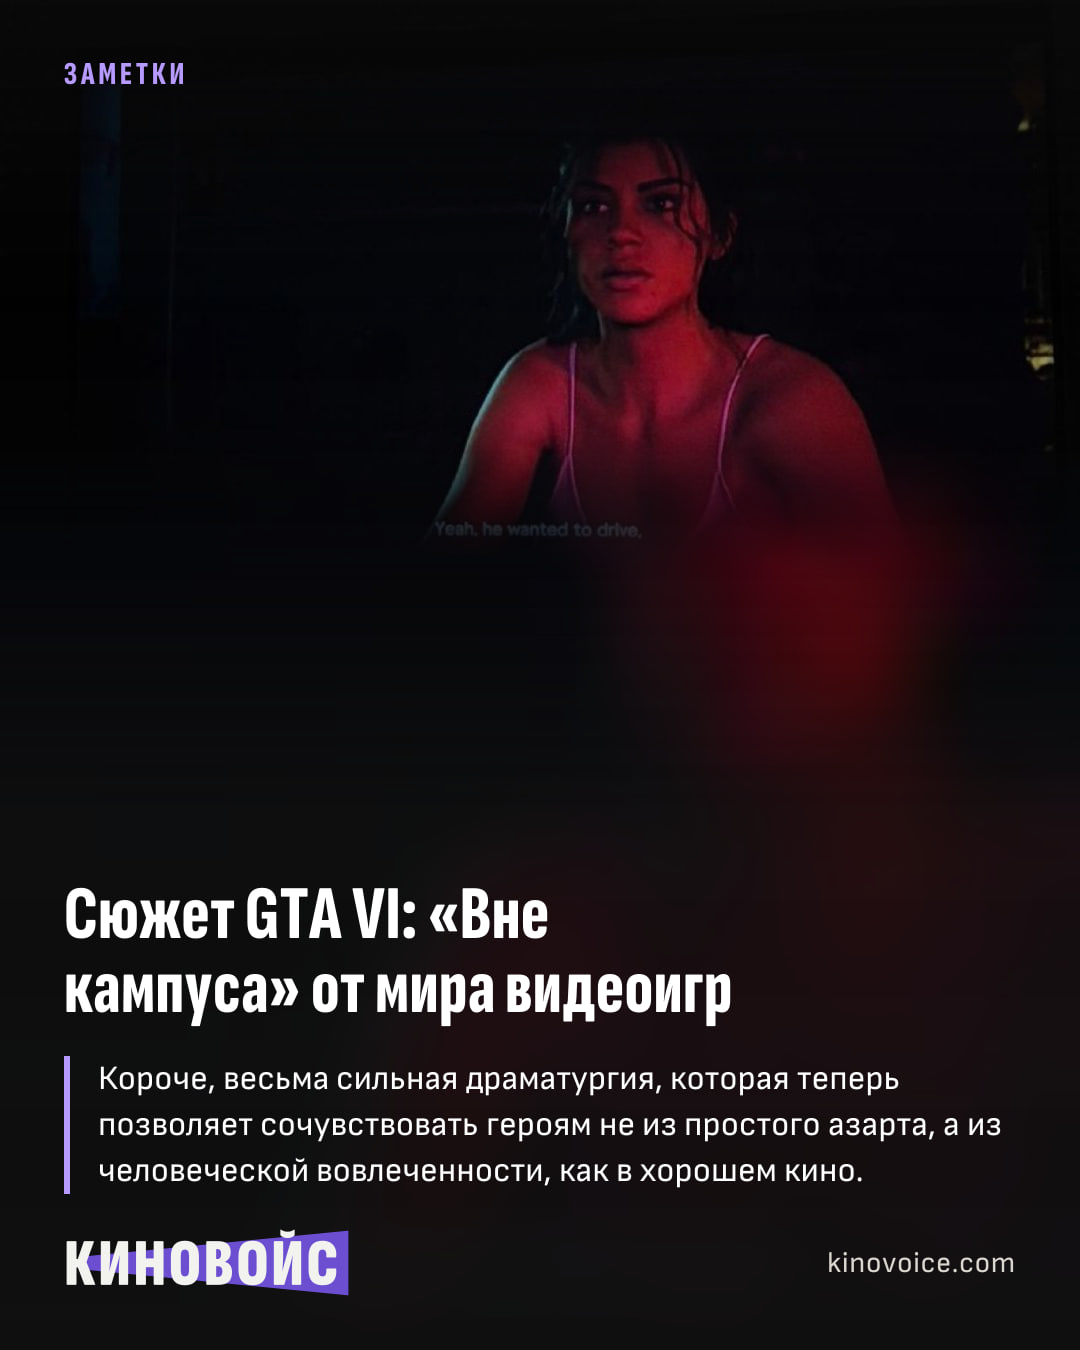 ЗАМЕТКИ
Yeah, he wanted to drive,
Сюжет GTA VI: «Вне
кампуса» от мира видеоигр
Короче, весьма сильная драматургия, которая теперь
позволяет сочувствовать героям не из простого азарта, а из
человеческой вовлеченности, как в хорошем кино.
КИНОВОЙС
kinovoice.com